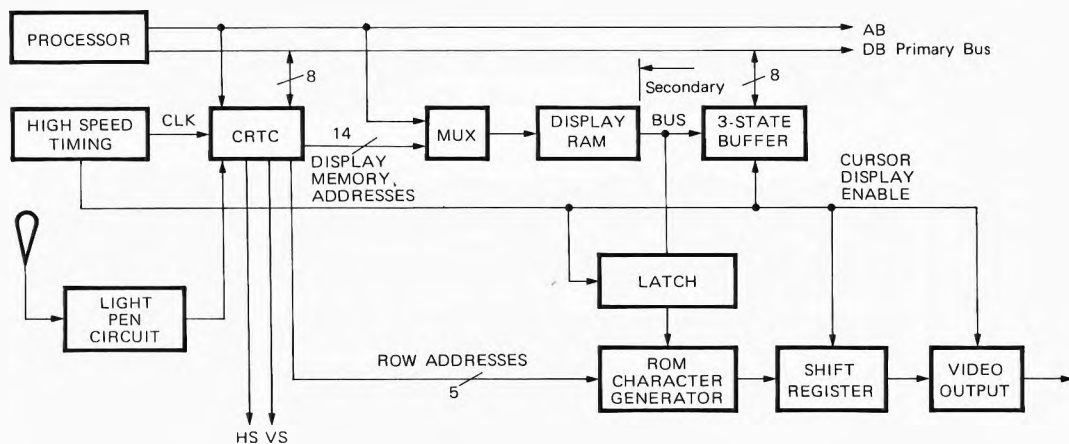 PROCESSOR
AB
DB Primary Bus
8
8
Secondary
HIGH SPEED
TIMING
CLK
CRTC
14
DISPLAY
MEMORY
ADDRESSES
MUX
DISPLAY
RAM
BUS
3-STATE
BUFFER
CURSOR
DISPLAY
ENABLE
LATCH
LIGHT
PEN
CIRCUIT
ROW ADDRESSES
5
ROM
CHARACTER
GENERATOR
SHIFT
REGISTER
VIDEO
OUTPUT
HS VS